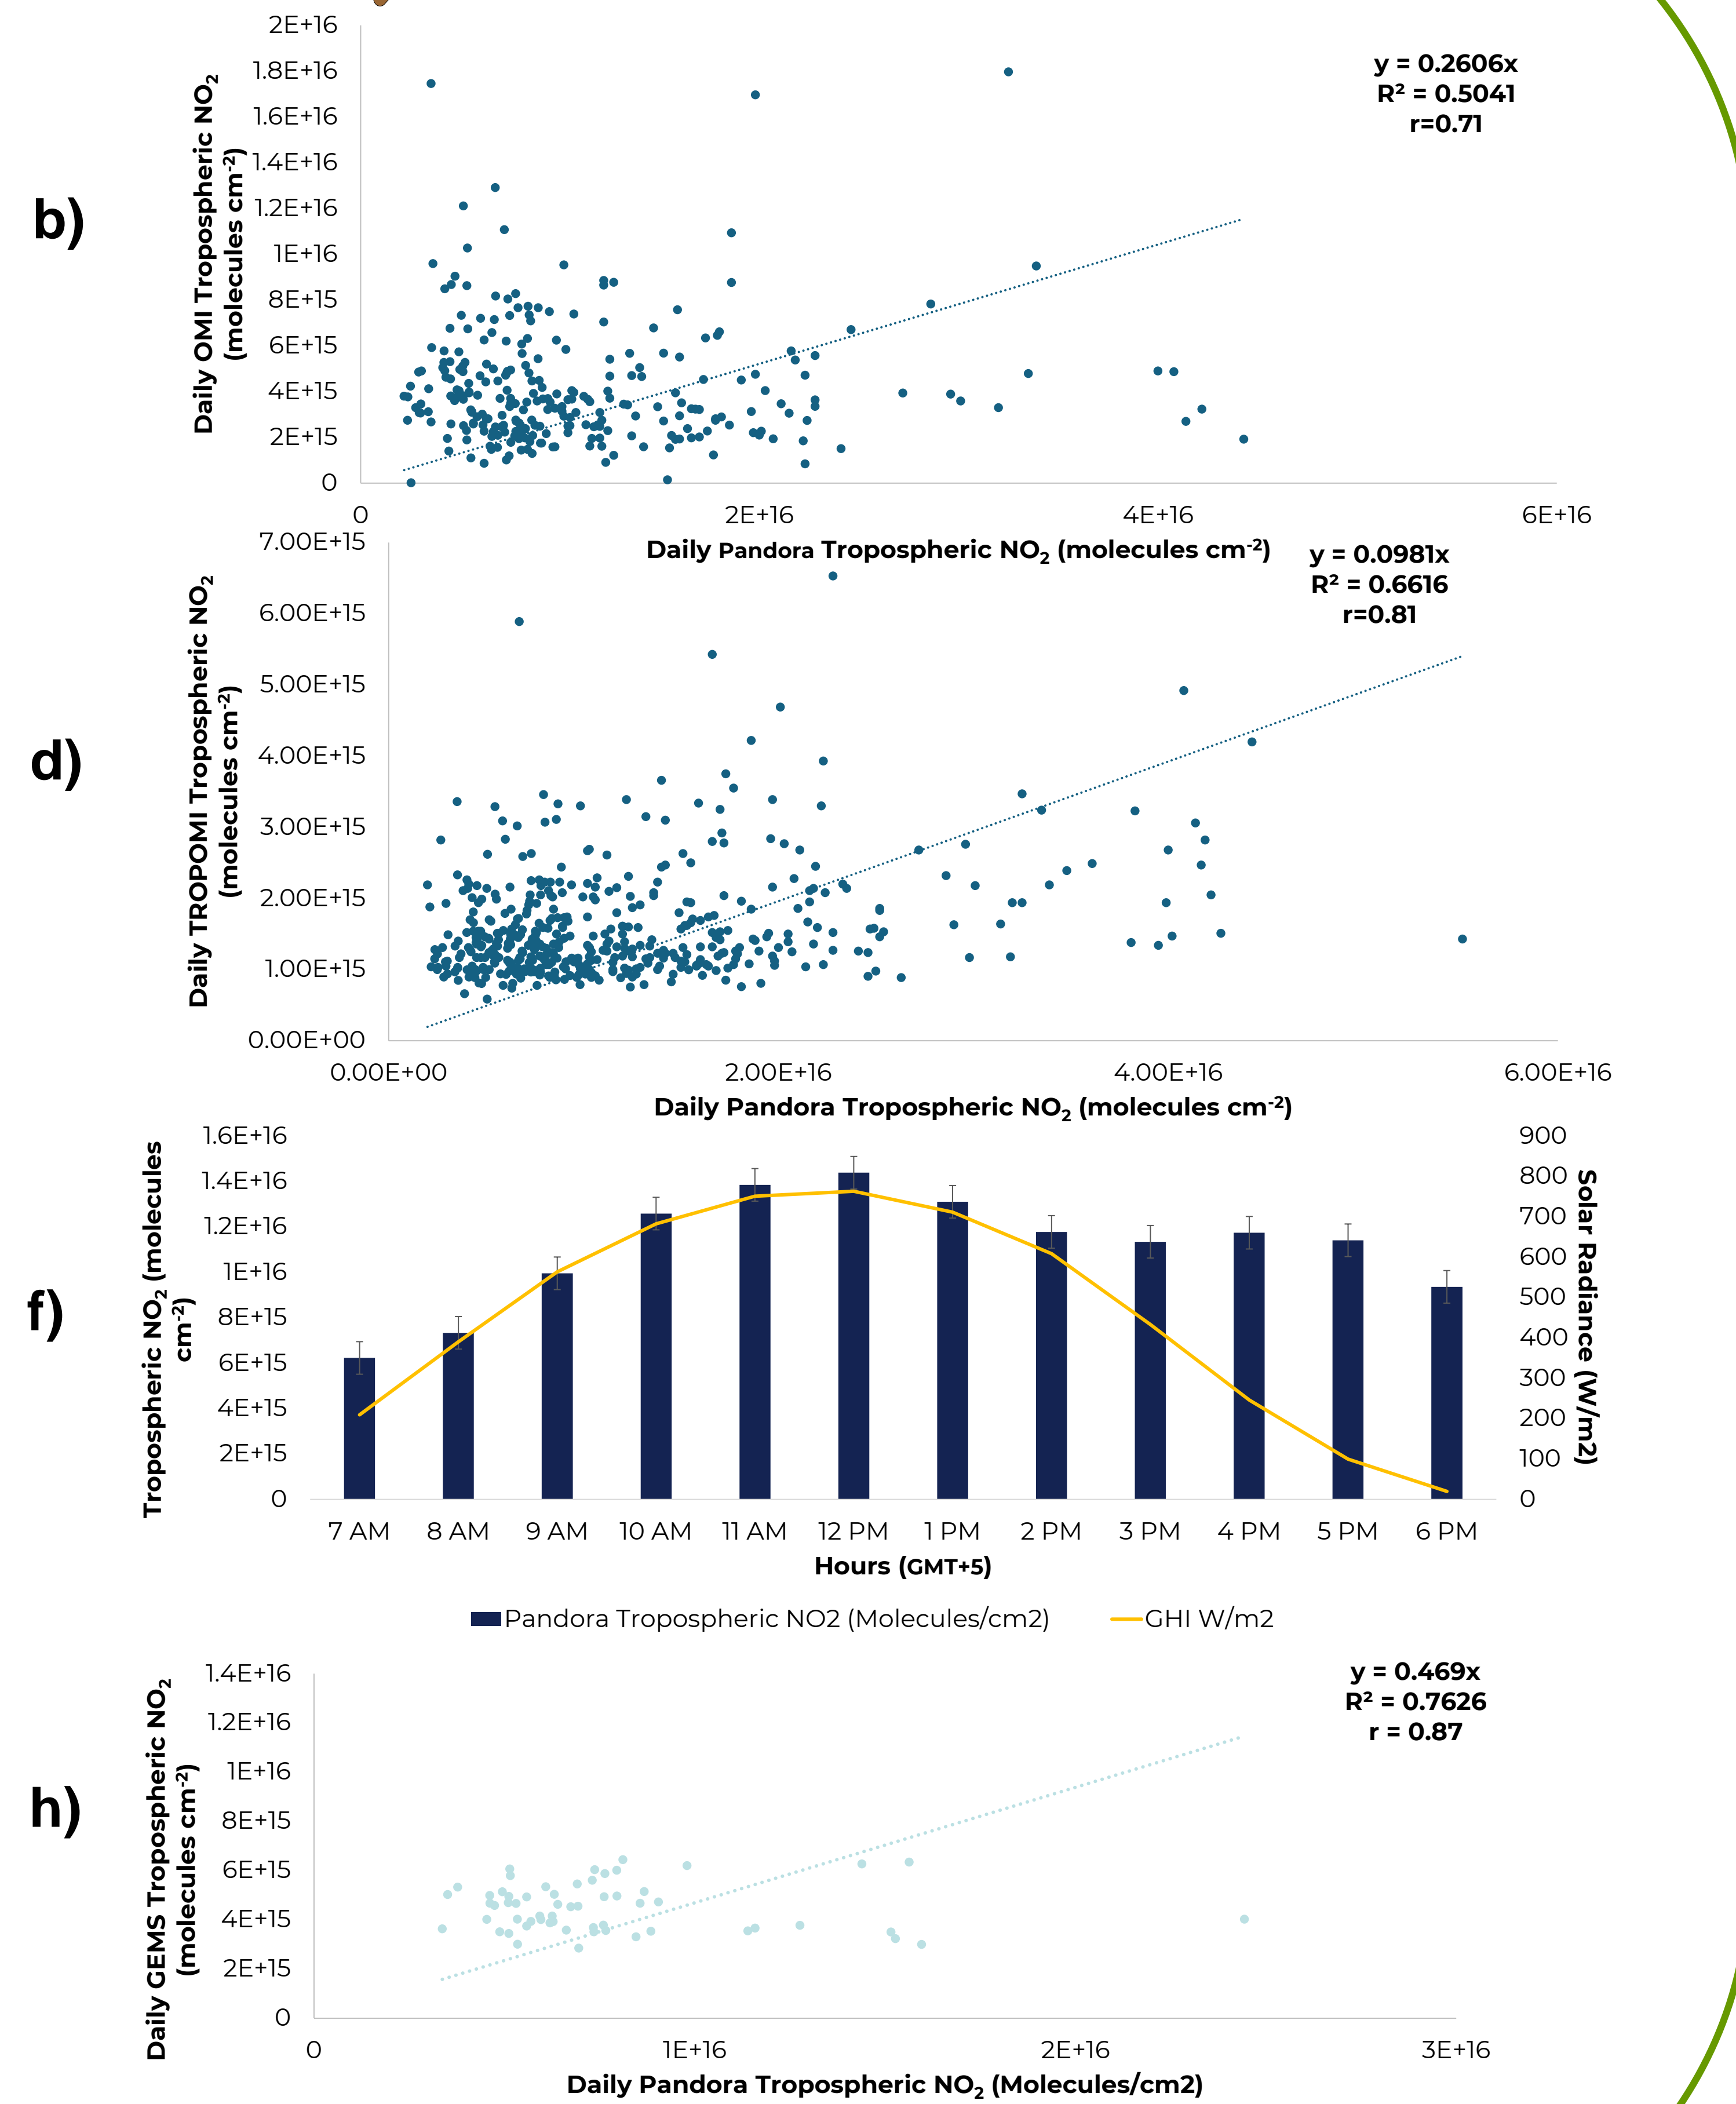 b)
Daily OMI Tropospheric NO₂
(molecules cm⁻²)
2E+16
1.8E+16
1.6E+16
1.4E+16
1.2E+16
1E+16
8E+15
6E+15
4E+15
2E+15
0
y = 0.2606x
R² = 0.5041
r=0.71
0 2E+16 4E+16 6E+16
Daily Pandora Tropospheric NO₂ (molecules cm⁻²)
d)
Daily TROPOMI Tropospheric NO₂
(molecules cm⁻²)
7.00E+15
6.00E+15
5.00E+15
4.00E+15
3.00E+15
2.00E+15
1.00E+15
0.00E+00
y = 0.0981x
R² = 0.6616
r=0.81
0.00E+00 2.00E+16 4.00E+16 6.00E+16
Daily Pandora Tropospheric NO₂ (molecules cm⁻²)
f)
Tropospheric NO₂ (molecules
cm⁻²)
1.6E+16
1.4E+16
1.2E+16
1E+16
8E+15
6E+15
4E+15
2E+15
0
900
800
700
600
500
400
300
200
100
0
Solar Radiance (W/m2)
7 AM 8 AM 9 AM 10 AM 11 AM 12 PM 1 PM 2 PM 3 PM 4 PM 5 PM 6 PM
Hours (GMT+5)
Pandora Tropospheric NO2 (Molecules/cm2) GHI W/m2
h)
Daily GEMS Tropospheric NO₂
(molecules cm⁻²)
1.4E+16
1.2E+16
1E+16
8E+15
6E+15
4E+15
2E+15
0
y = 0.469x
R² = 0.7626
r = 0.87
0 1E+16 2E+16 3E+16
Daily Pandora Tropospheric NO₂ (Molecules/cm2)